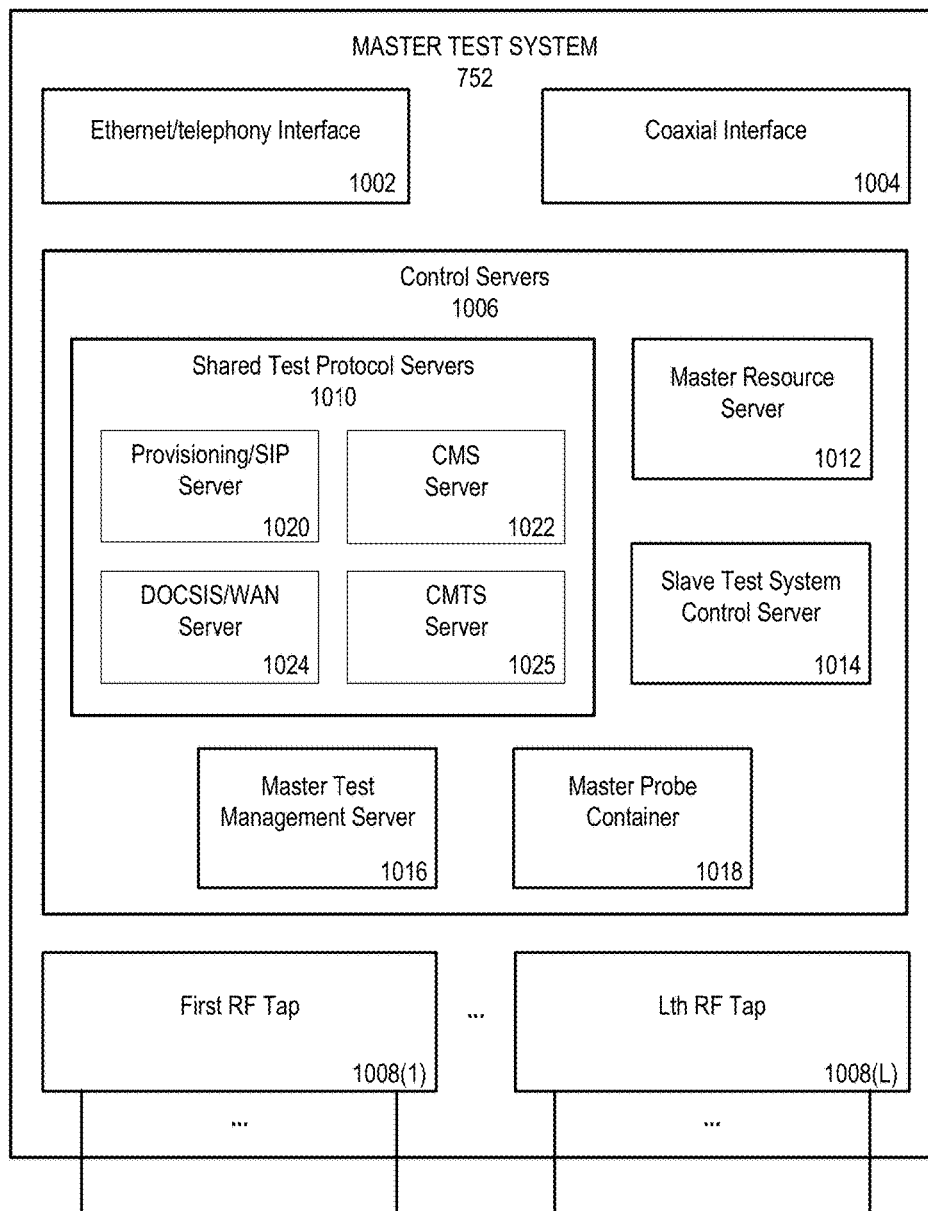 MASTER TEST SYSTEM
752
Ethernet/telephony Interface
1002
Coaxial Interface
1004
Control Servers
1006
Shared Test Protocol Servers
1010
Provisioning/SIP
Server
1020
CMS
Server
1022
DOCSIS/WAN
Server
1024
CMTS
Server
1025
Master Resource
Server
1012
Slave Test System
Control Server
1014
Master Test
Management Server
1016
Master Probe
Container
1018
First RF Tap
1008(1)
...
Lth RF Tap
1008(L)
...
...